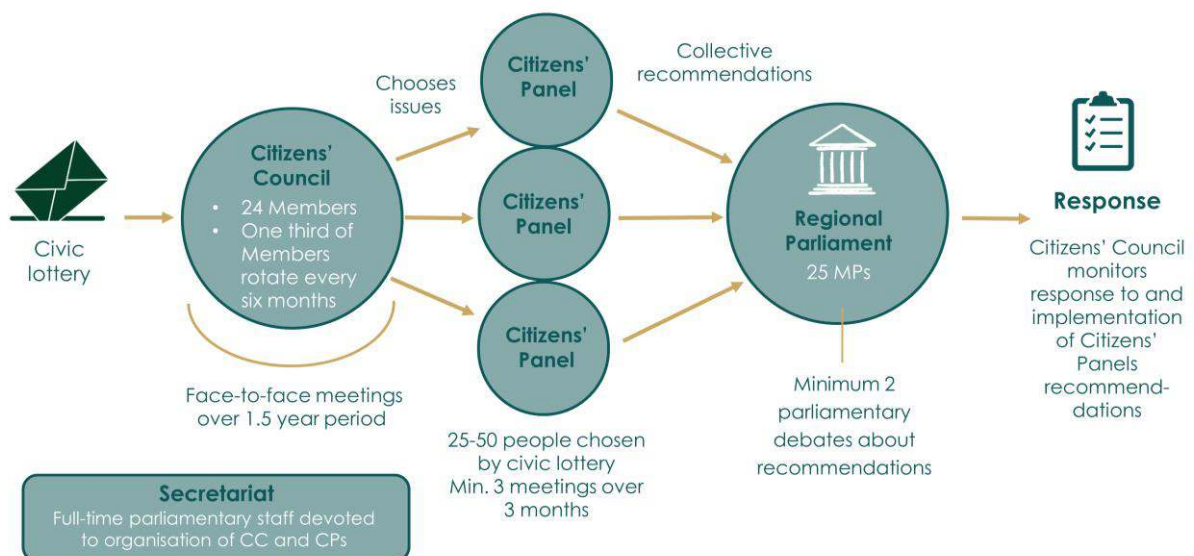 Civic
lottery
Citizens'
Council
• 24 Members
• One third of
Members
rotate every
six months
Face-to-face meetings
over 1.5 year period
Chooses
issues
Citizens'
Panel
Citizens'
Panel
Citizens'
Panel
25-50 people chosen
by civic lottery
Min. 3 meetings over
3 months
Collective
recommendations
Regional
Parliament
25 MPs
Minimum 2
parliamentary
debates about
recommendations
Response
Citizens' Council
monitors
response to and
implementation
of Citizens'
Panels
recommend-
dations
Secretariat
Full-time parliamentary staff devoted
to organisation of CC and CPs